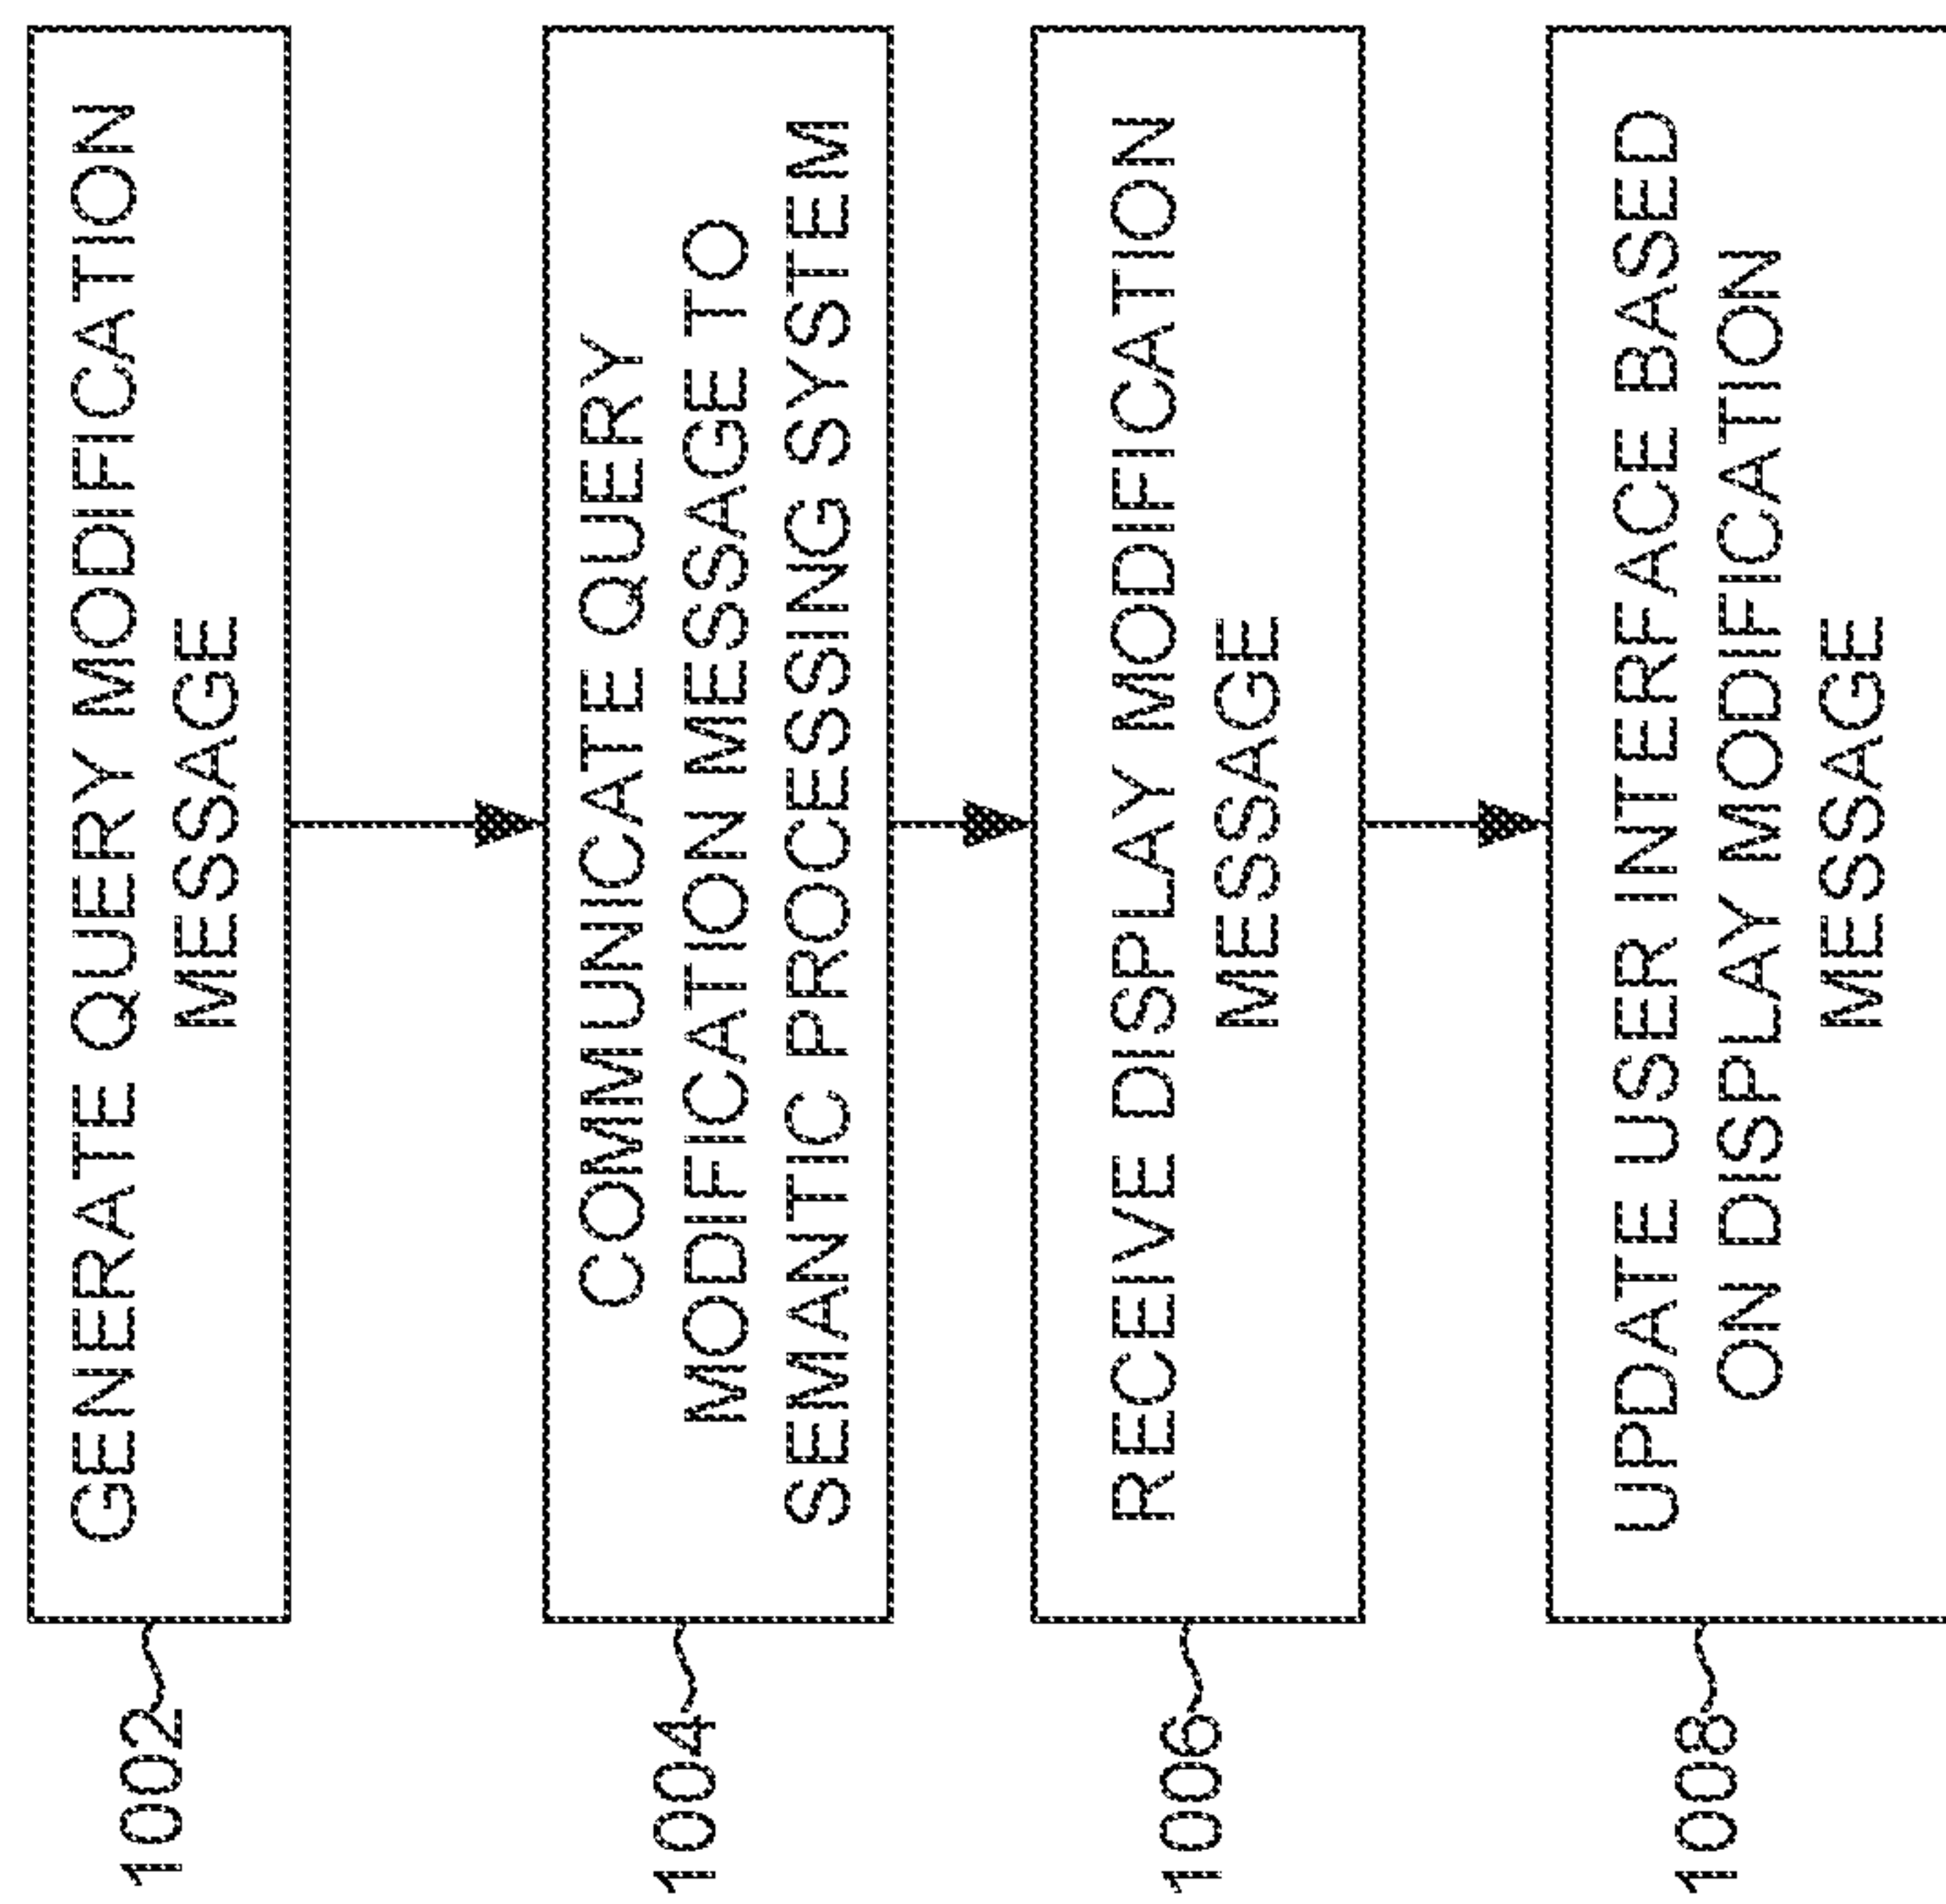 1002
GENERATE QUERY MODIFICATION
MESSAGE
1004
COMMUNICATE QUERY
MODIFICATION MESSAGE TO
SEMANTIC PROCESSING SYSTEM
1006
RECEIVE DISPLAY MODIFICATION
MESSAGE
1008
UPDATE USER INTERFACE BASED
ON DISPLAY MODIFICATION
MESSAGE